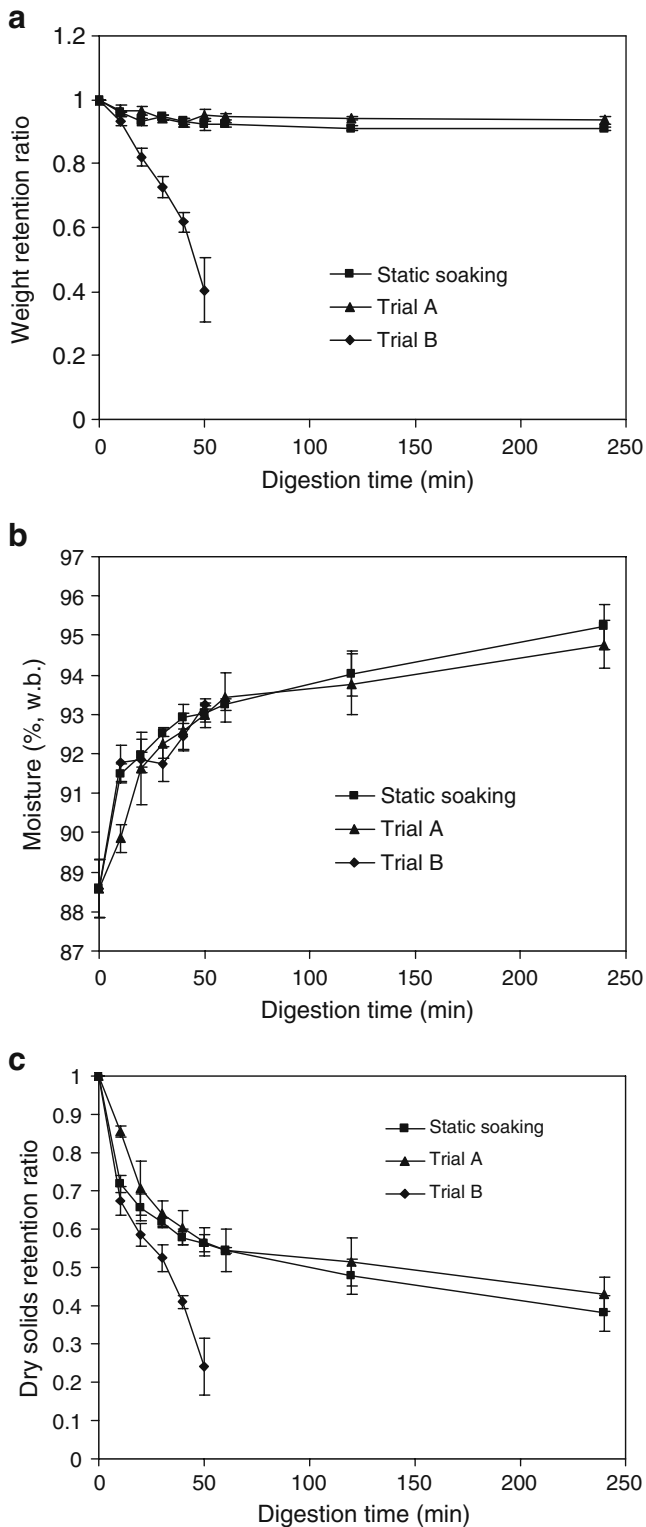 a
1.2
1
0.8
0.6
0.4
0.2
0
Weight retention ratio
Static soaking
Trial A
Trial B
0 50 100 150 200 250
Digestion time (min)
b
97
96
95
94
93
92
91
90
89
88
87
Moisture (%, w.b.)
Static soaking
Trial A
Trial B
0 50 100 150 200 250
Digestion time (min)
c
1
0.9
0.8
0.7
0.6
0.5
0.4
0.3
0.2
0.1
0
Dry solids retention ratio
Static soaking
Trial A
Trial B
0 50 100 150 200 250
Digestion time (min)